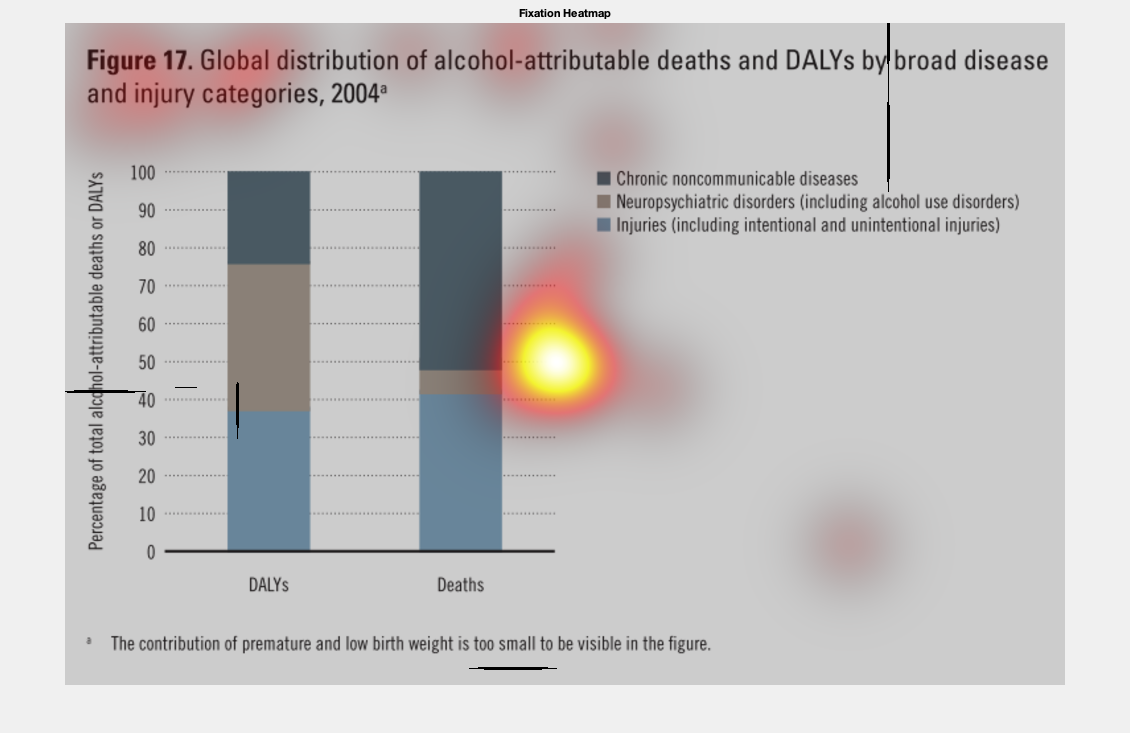 Fixation Heatmap
Figure 17. Global distribution of alcohol-attributable deaths and DALYs by broad disease
and injury categories, 2004a
Percentage of total alcohol-attributable deaths or DALYs
100
90
80
70
60
50
40
30
20
10
0
DALYs
Deaths
Chronic noncommunicable diseases
Neuropsychiatric disorders (including alcohol use disorders)
Injuries (including intentional and unintentional injuries)
a The contribution of premature and low birth weight is too small to be visible in the figure.